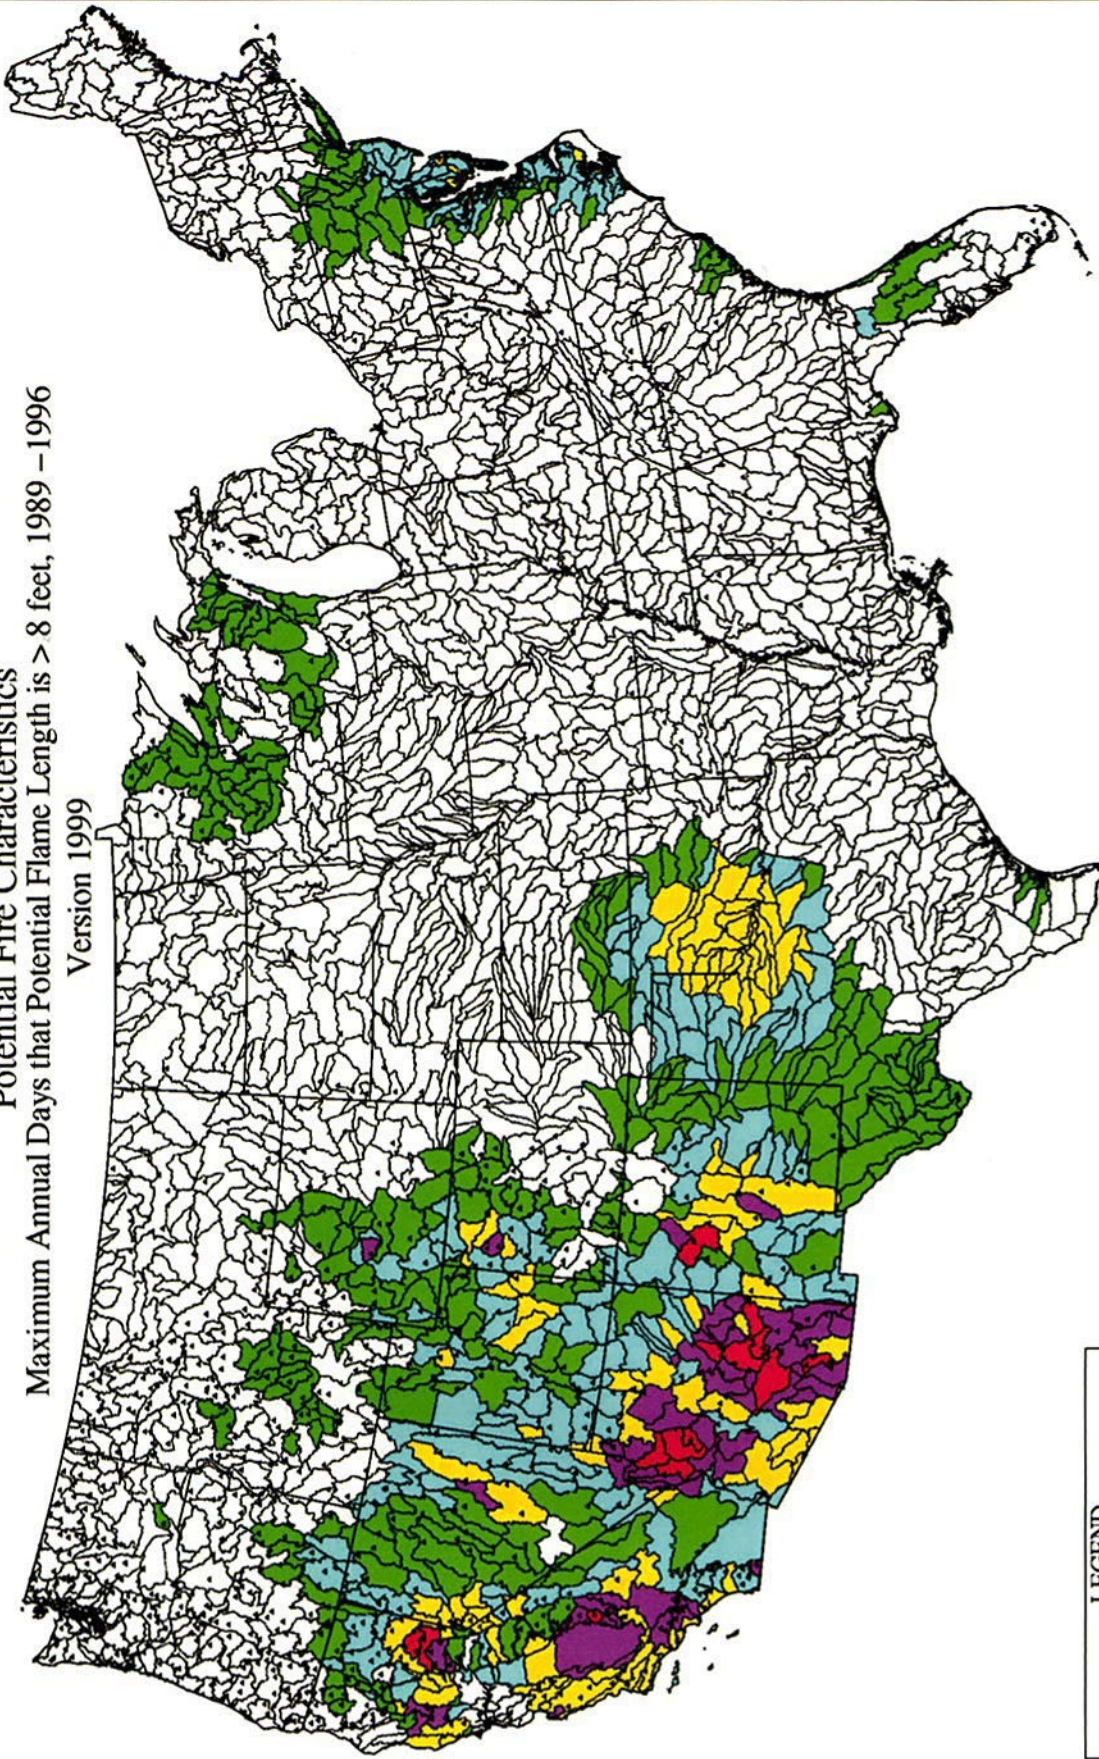 Potential Fire Characteristics
Maximum Annual Days that Potential Flame Length is > 8 feet, 1989 –1996
Version 1999
LEGEND